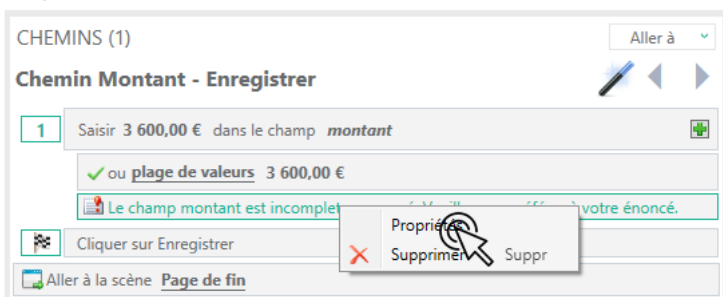 CHEMINS (1) Aller à
Chemin Montant - Enregistrer
1 Saisir 3 600,00 € dans le champ montant
ou plage de valeurs 3 600,00 €
Le champ montant est incomplet votre énoncé.
Propriétés
Cliquer sur Enregistrer
Supprimer Suppr
Aller à la scène Page de fin